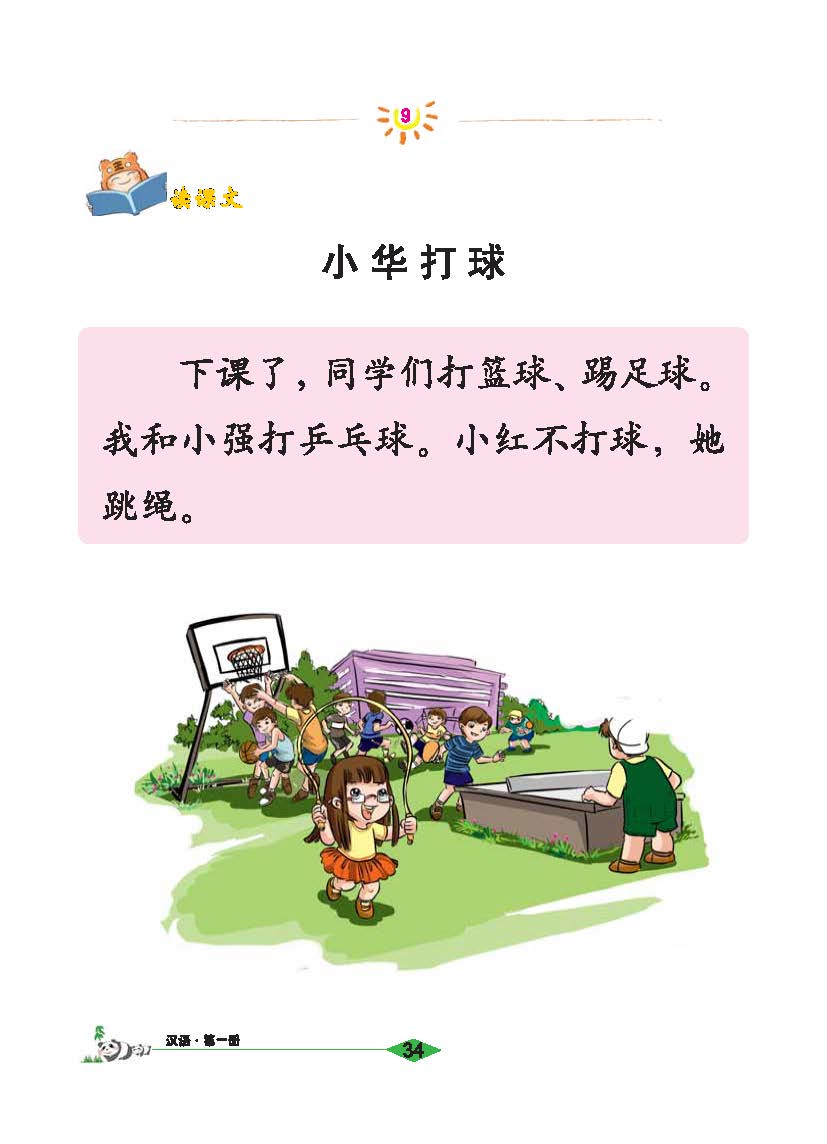 9
读课文
小华打球
下课了，同学们打篮球、踢足球。
我和小强打乒乓球。小红不打球，她
跳绳。
汉语·第一册
34